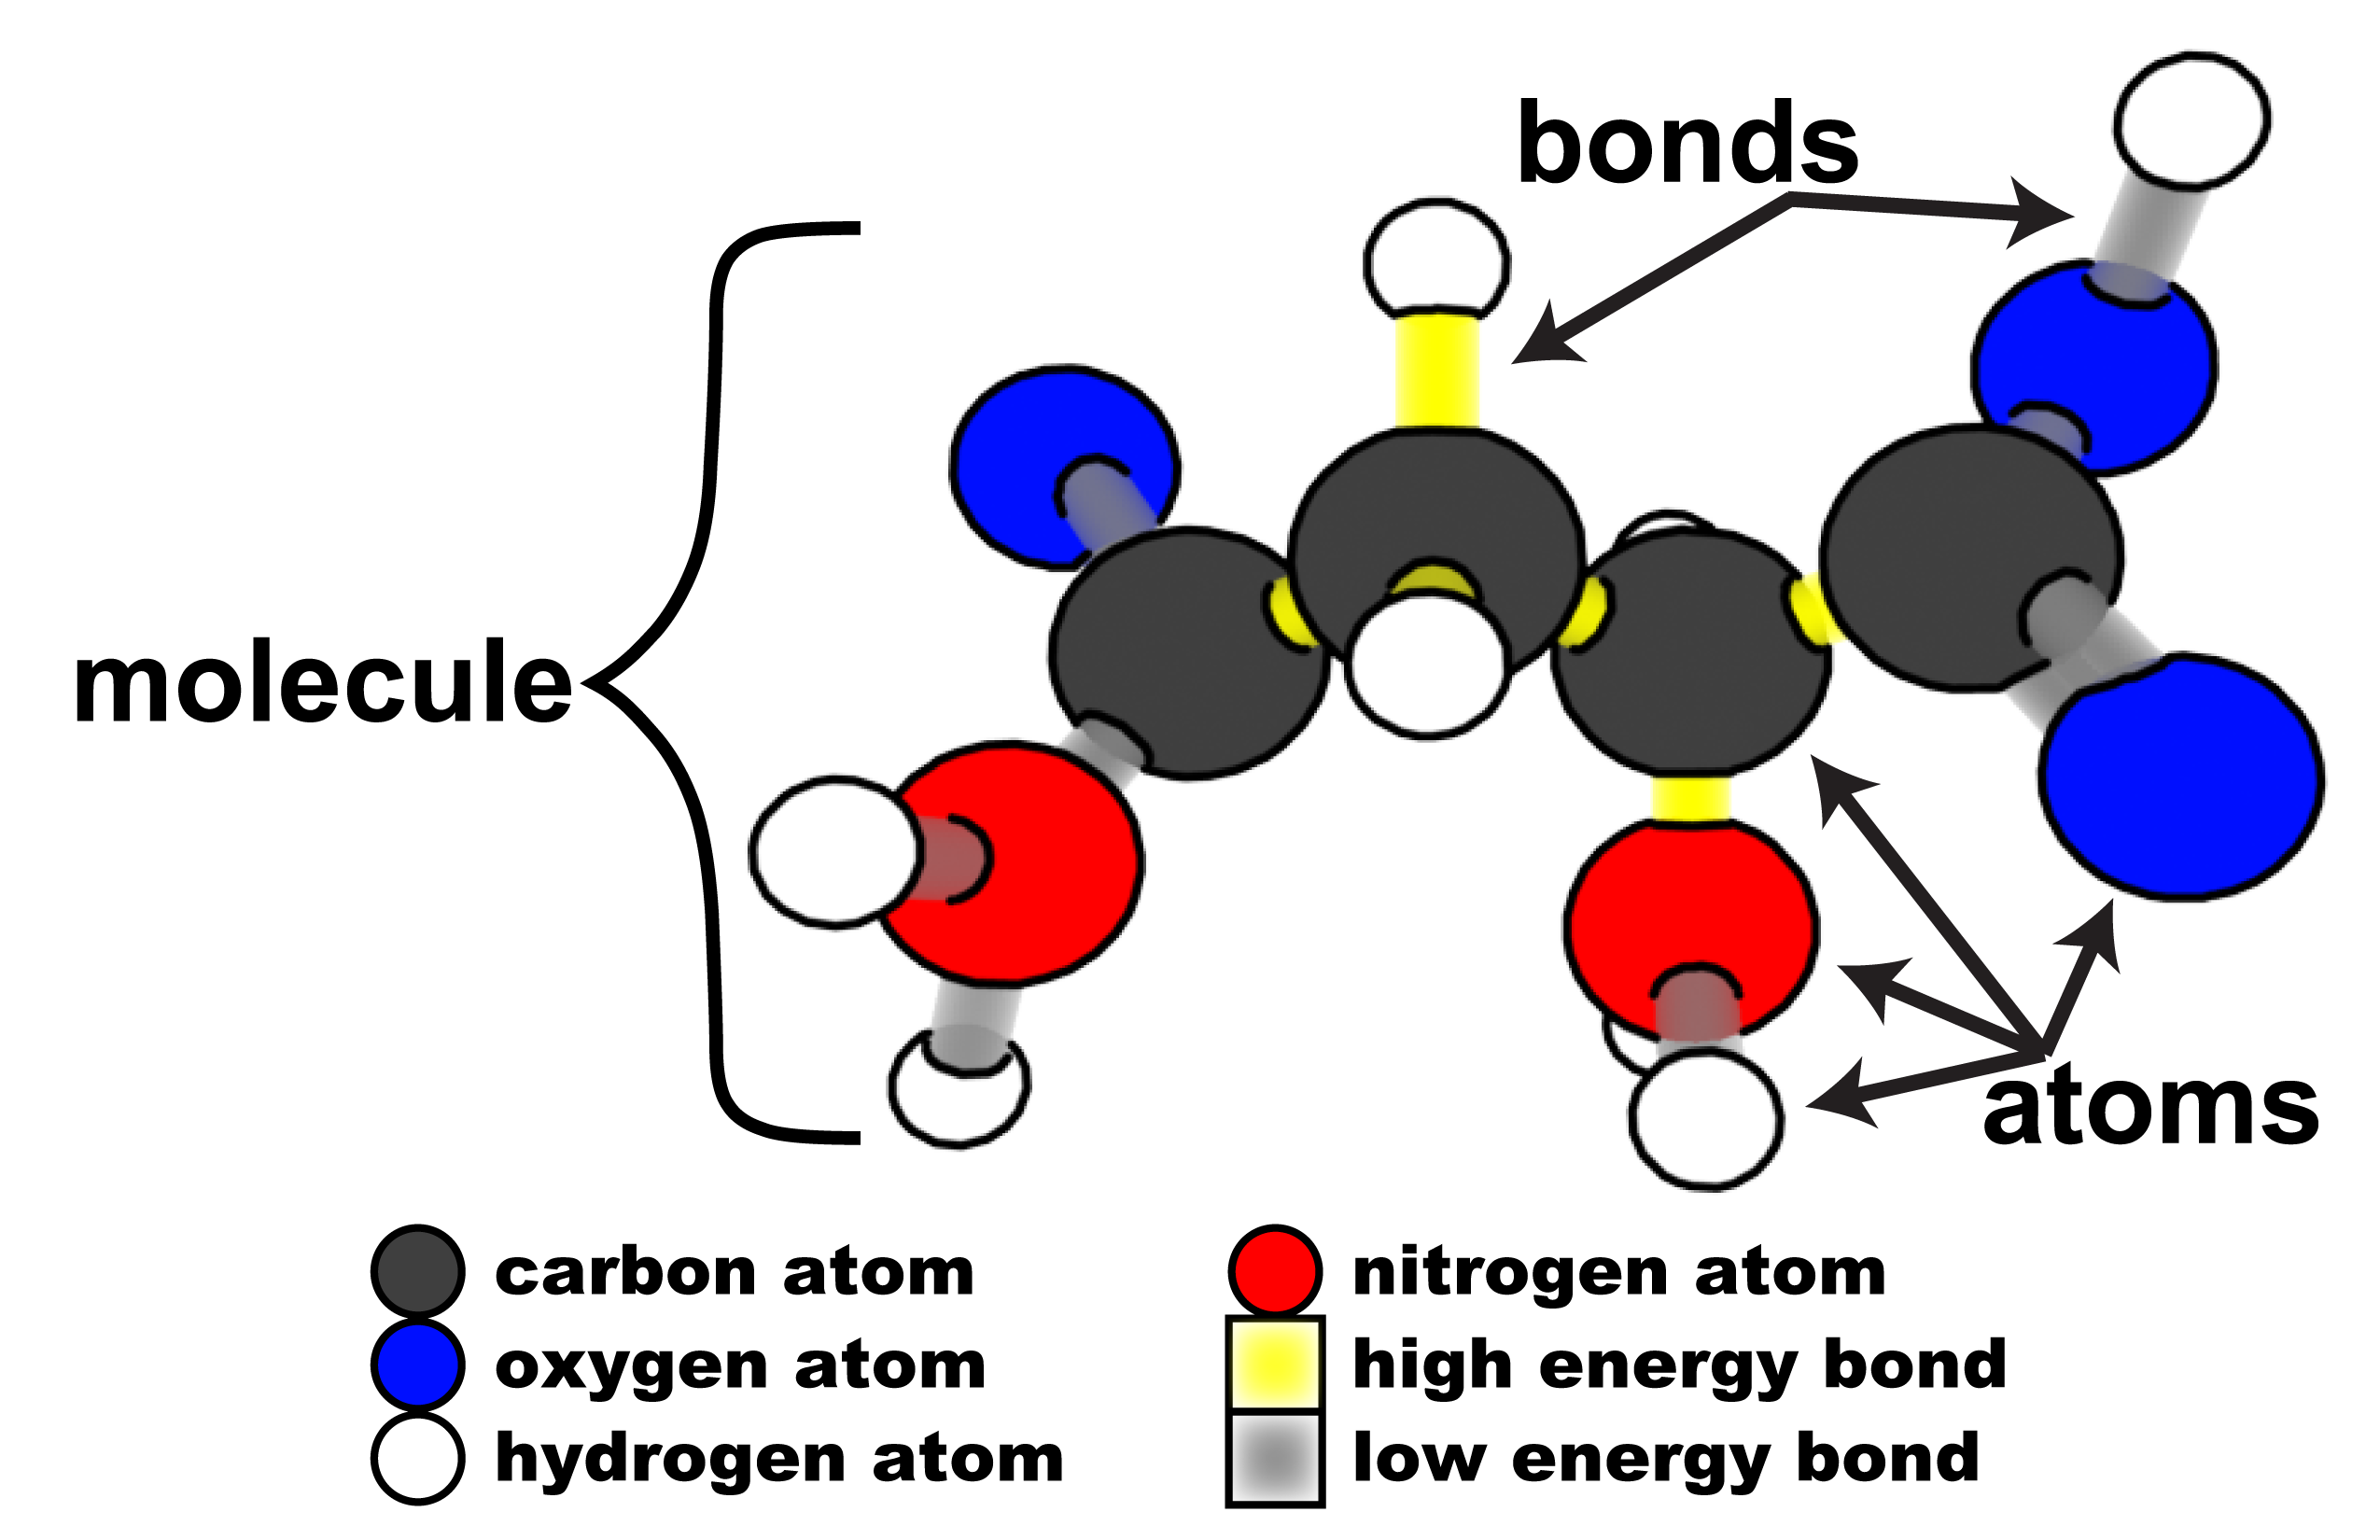 bonds
molecule
atoms
carbon atom
oxygen atom
hydrogen atom
nitrogen atom
high energy bond
low energy bond